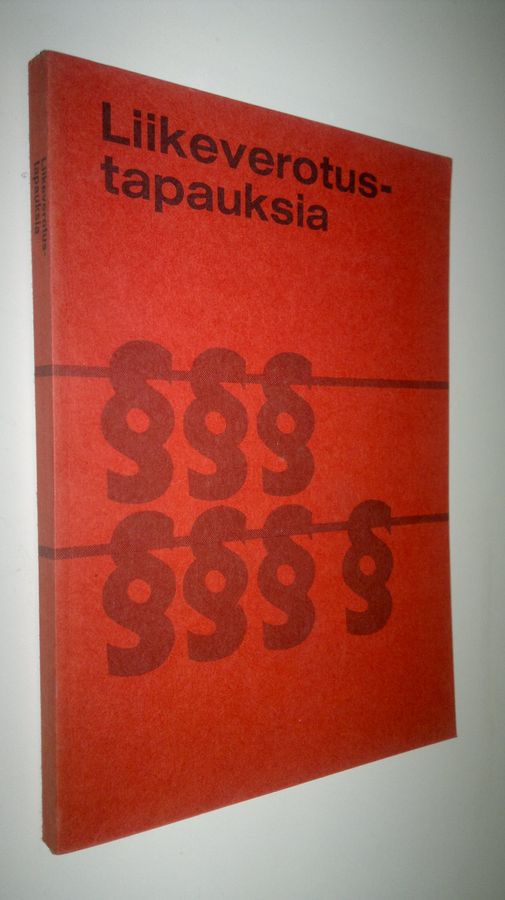 Liikeverotus-
tapauksia
§§§
§§§ §
Liikeverotus-
tapauksia